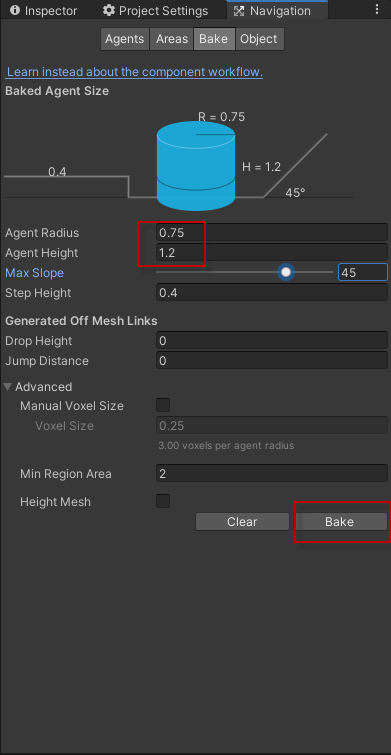 Inspector Project Settings Navigation
Agents Areas Bake Object
Learn instead about the component workflow.
Baked Agent Size
R = 0.75
0.4
H = 1.2
45°
Agent Radius 0.75
Agent Height 1.2
Max Slope 45
Step Height 0.4
Generated Off Mesh Links
Drop Height 0
Jump Distance 0
Advanced
Manual Voxel Size
Voxel Size 0.25
3.00 voxels per agent radius
Min Region Area 2
Height Mesh
Clear Bake